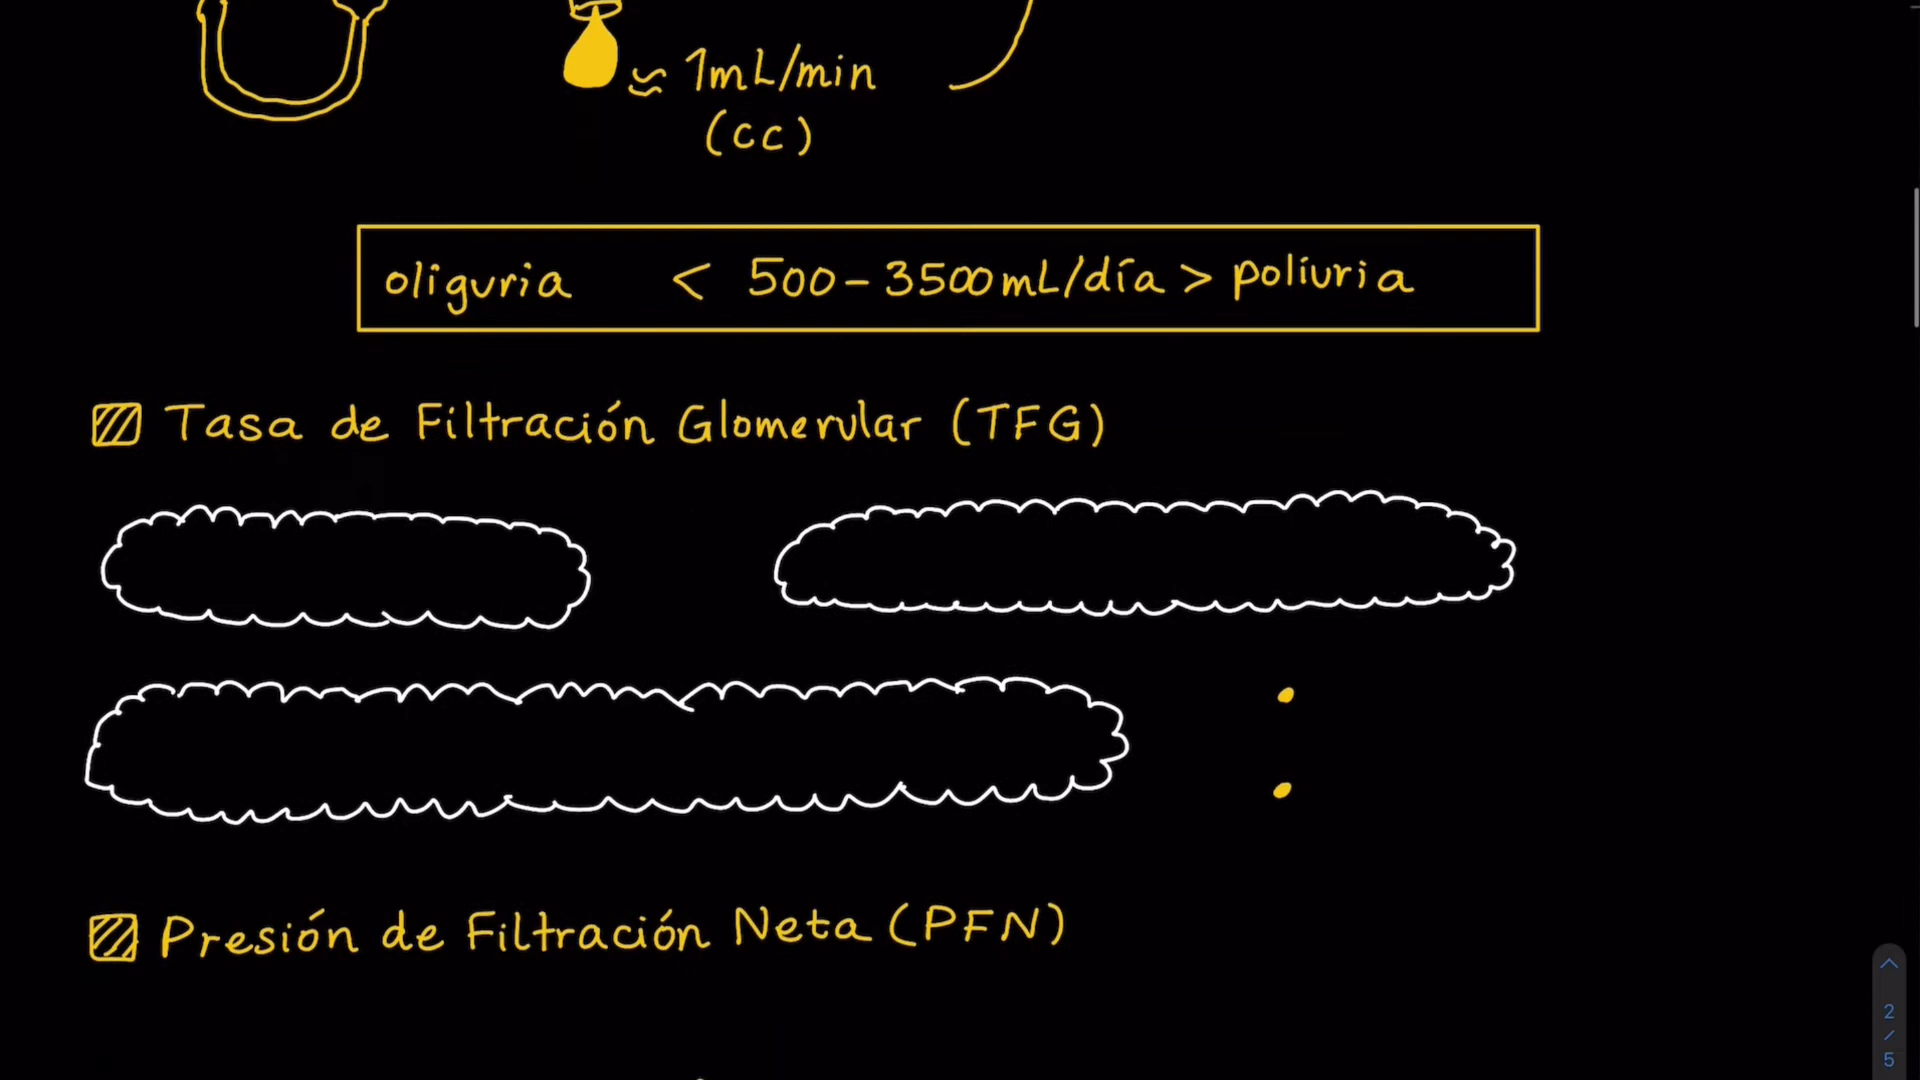 ≈ 1mL/min
(cc)
oliguria < 500-3500mL/día > poliuria
Tasa de Filtración Glomerular (TFG)
Presión de Filtración Neta (PFN)
2
/
5